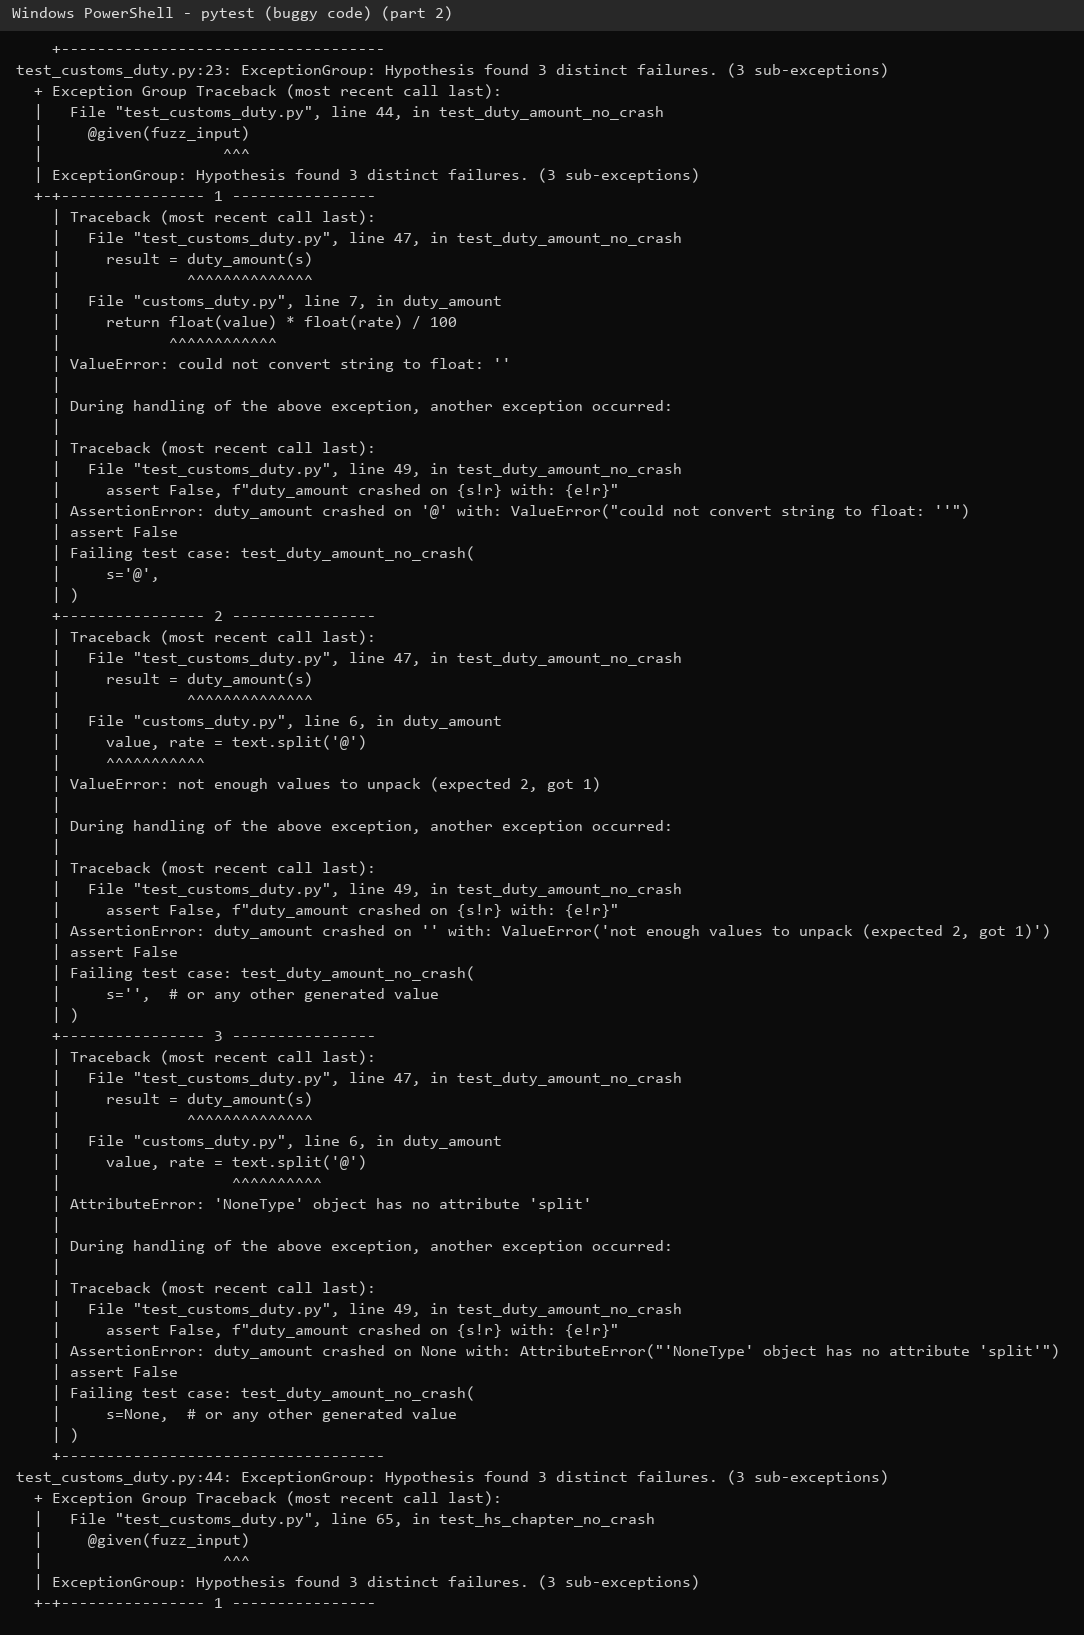 Windows PowerShell - pytest (buggy code) (part 2)
    +------------------------------------
test_customs_duty.py:23: ExceptionGroup: Hypothesis found 3 distinct failures. (3 sub-exceptions)
  + Exception Group Traceback (most recent call last):
  |   File "test_customs_duty.py", line 44, in test_duty_amount_no_crash
  |     @given(fuzz_input)
  |                    ^^^
  | ExceptionGroup: Hypothesis found 3 distinct failures. (3 sub-exceptions)
  +-+---------------- 1 ----------------
    | Traceback (most recent call last):
    |   File "test_customs_duty.py", line 47, in test_duty_amount_no_crash
    |     result = duty_amount(s)
    |              ^^^^^^^^^^^^^^
    |   File "customs_duty.py", line 7, in duty_amount
    |     return float(value) * float(rate) / 100
    |            ^^^^^^^^^^^^
    | ValueError: could not convert string to float: ''
    |
    | During handling of the above exception, another exception occurred:
    |
    | Traceback (most recent call last):
    |   File "test_customs_duty.py", line 49, in test_duty_amount_no_crash
    |     assert False, f"duty_amount crashed on {s!r} with: {e!r}"
    | AssertionError: duty_amount crashed on '@' with: ValueError("could not convert string to float: ''")
    | assert False
    | Failing test case: test_duty_amount_no_crash(
    |     s='@',
    | )
    +---------------- 2 ----------------
    | Traceback (most recent call last):
    |   File "test_customs_duty.py", line 47, in test_duty_amount_no_crash
    |     result = duty_amount(s)
    |              ^^^^^^^^^^^^^^
    |   File "customs_duty.py", line 6, in duty_amount
    |     value, rate = text.split('@')
    |     ^^^^^^^^^^^
    | ValueError: not enough values to unpack (expected 2, got 1)
    |
    | During handling of the above exception, another exception occurred:
    |
    | Traceback (most recent call last):
    |   File "test_customs_duty.py", line 49, in test_duty_amount_no_crash
    |     assert False, f"duty_amount crashed on {s!r} with: {e!r}"
    | AssertionError: duty_amount crashed on '' with: ValueError('not enough values to unpack (expected 2, got 1)')
    | assert False
    | Failing test case: test_duty_amount_no_crash(
    |     s='',  # or any other generated value
    | )
    +---------------- 3 ----------------
    | Traceback (most recent call last):
    |   File "test_customs_duty.py", line 47, in test_duty_amount_no_crash
    |     result = duty_amount(s)
    |              ^^^^^^^^^^^^^^
    |   File "customs_duty.py", line 6, in duty_amount
    |     value, rate = text.split('@')
    |                   ^^^^^^^^^^
    | AttributeError: 'NoneType' object has no attribute 'split'
    |
    | During handling of the above exception, another exception occurred:
    |
    | Traceback (most recent call last):
    |   File "test_customs_duty.py", line 49, in test_duty_amount_no_crash
    |     assert False, f"duty_amount crashed on {s!r} with: {e!r}"
    | AssertionError: duty_amount crashed on None with: AttributeError("'NoneType' object has no attribute 'split'")
    | assert False
    | Failing test case: test_duty_amount_no_crash(
    |     s=None,  # or any other generated value
    | )
    +------------------------------------
test_customs_duty.py:44: ExceptionGroup: Hypothesis found 3 distinct failures. (3 sub-exceptions)
  + Exception Group Traceback (most recent call last):
  |   File "test_customs_duty.py", line 65, in test_hs_chapter_no_crash
  |     @given(fuzz_input)
  |                    ^^^
  | ExceptionGroup: Hypothesis found 3 distinct failures. (3 sub-exceptions)
  +-+---------------- 1 ----------------